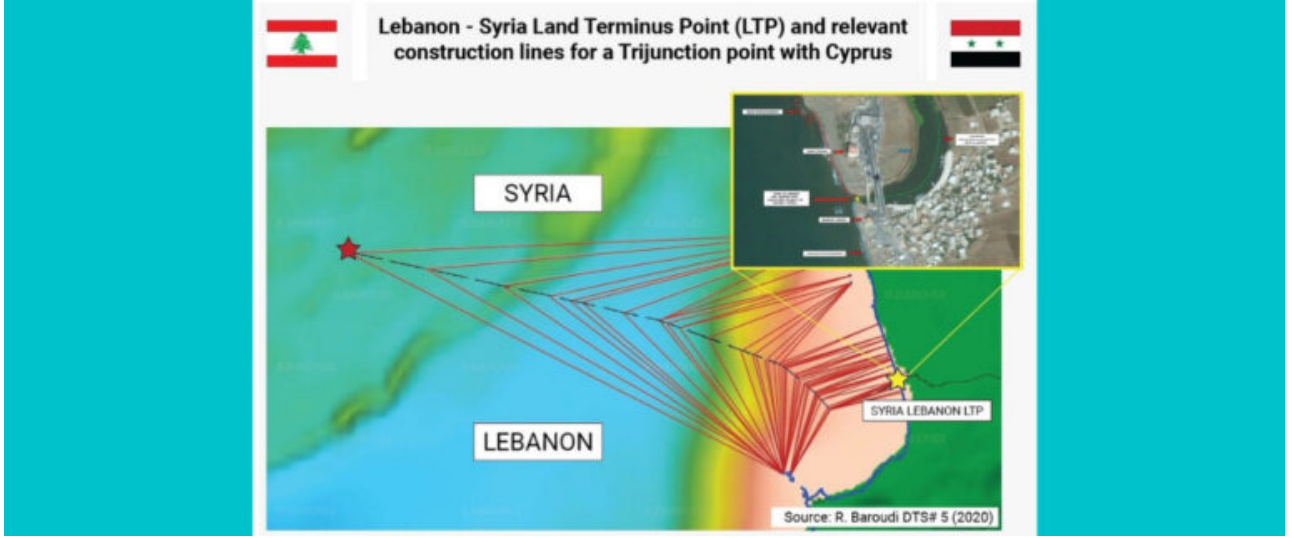 Lebanon - Syria Land Terminus Point (LTP) and relevant
construction lines for a Trijunction point with Cyprus
SYRIA
LEBANON
SYRIA LEBANON LTP
Source: R. Baroudi DTS# 5 (2020)